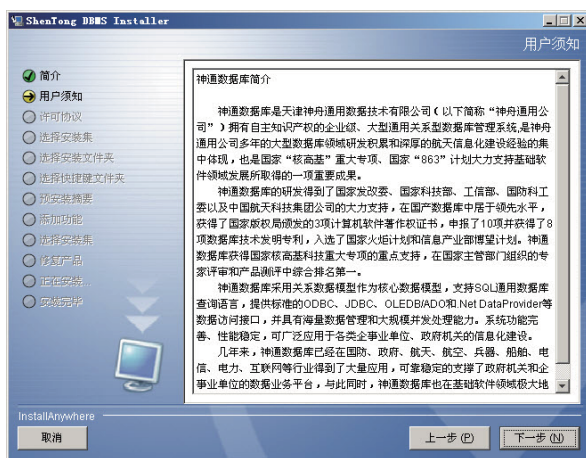 ShenTong DBMS Installer
用户须知
简介
用户须知
许可协议
选择安装集
选择安装文件夹
选择快捷键文件夹
预安装摘要
添加功能
选择安装集
修复产品
正在安装...
安装完毕
神通数据库简介
神通数据库是天津神舟通用数据技术有限公司（以下简称“神舟通用公
司”）拥有自主知识产权的企业级、大型通用关系型数据库管理系统,是神舟
通用公司多年的大型数据库领域研发积累和深厚的航天信息化建设经验的集
中体现，也是国家“核高基”重大专项、国家“863”计划大力支持基础软
件领域发展所取得的一项重要成果。
神通数据库的研发得到了国家发改委、国家科技部、工信部、国防科工
委以及中国航天科技集团公司的大力支持，在国产数据库中居于领先水平，
获得了国家版权局颁发的3项计算机软件著作权证书，申报了10项并获得了8
项数据库技术发明专利，入选了国家火炬计划和信息产业部倍增计划。神通
数据库获得国家核高基科技重大专项的重点支持，在国家主管部门组织的专
家评审和产品测评中综合排名第一。
神通数据库采用关系数据模型作为核心数据模型，支持SQL通用数据库
查询语言，提供标准的ODBC、JDBC、OLEDB/ADO和.Net DataProvider等
数据访问接口，并具有海量数据管理和大规模并发处理能力。系统功能完
善、性能稳定，可广泛应用于各类企事业单位、政府机关的信息化建设。
几年来，神通数据库已经在国防、政府、航天、航空、兵器、船舶、电
信、电力、互联网等行业得到了大量应用，可靠稳定的支撑了政府机关和企
事业单位的数据业务平台，与此同时，神通数据库也在基础软件领域极大地
InstallAnywhere
取消
上一步(P)
下一步(N)